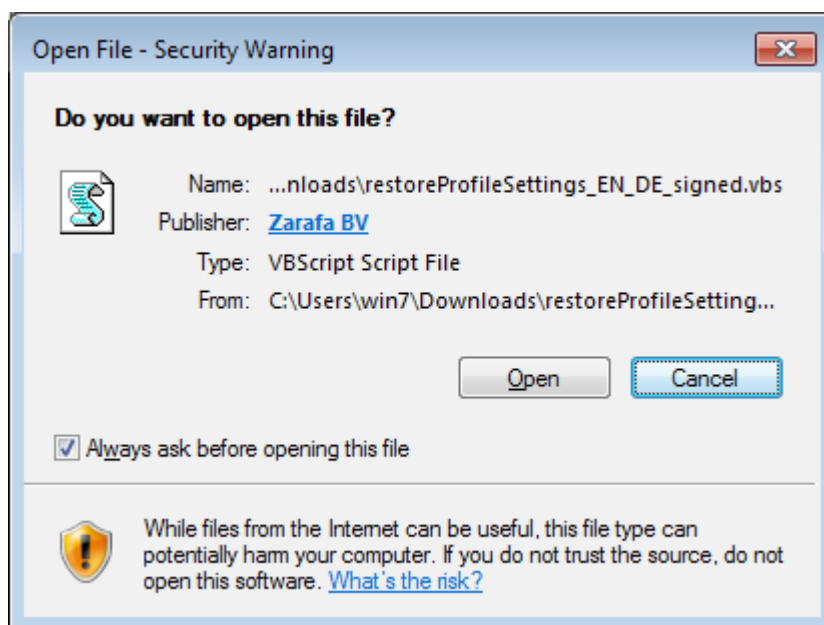 Open File - Security Warning
Do you want to open this file?
Name: ...nloads\restoreProfileSettings_EN_DE_signed.vbs
Publisher: Zarafa BV
Type: VBScript Script File
From: C:\Users\win7\Downloads\restoreProfileSetting...
Open Cancel
Always ask before opening this file
While files from the Internet can be useful, this file type can
potentially harm your computer. If you do not trust the source, do not
open this software. What's the risk?